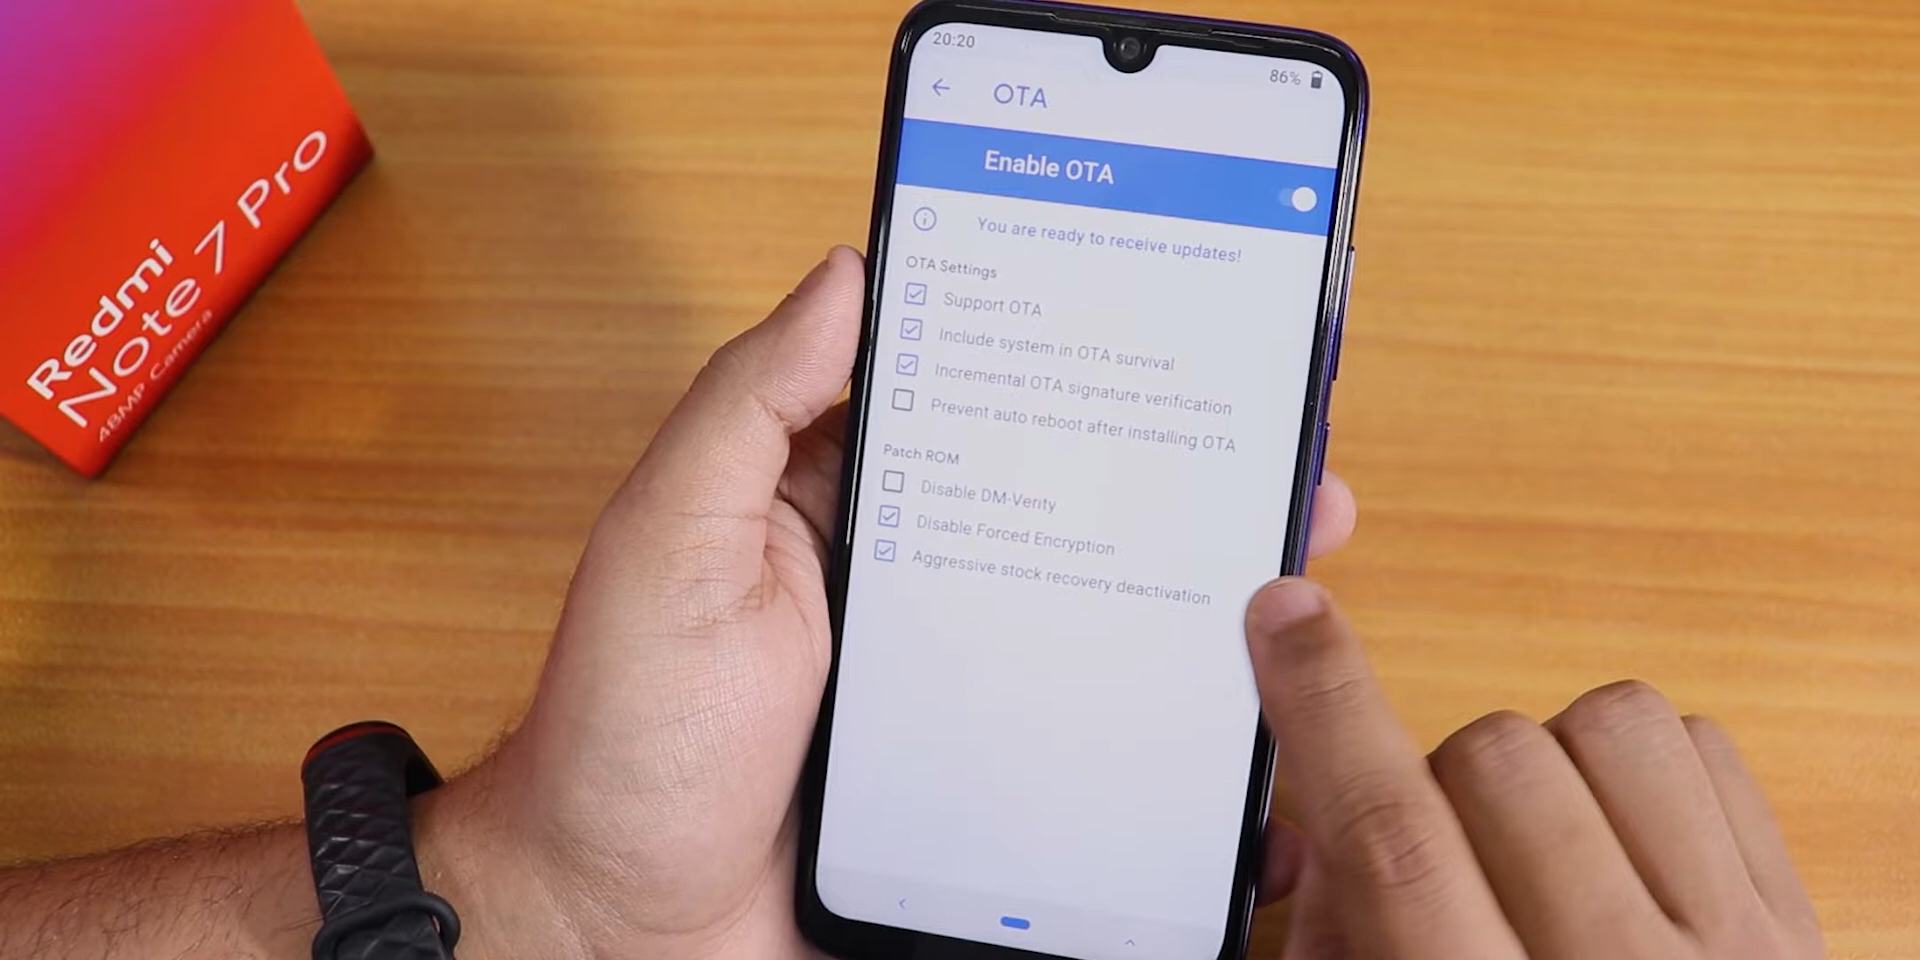 Redmi
Note 7 Pro
48MP Camera
20:20
86%
OTA
Enable OTA
You are ready to receive updates!
OTA Settings
Support OTA
Include system in OTA survival
Incremental OTA signature verification
Prevent auto reboot after installing OTA
Patch ROM
Disable DM-Verity
Disable Forced Encryption
Aggressive stock recovery deactivation